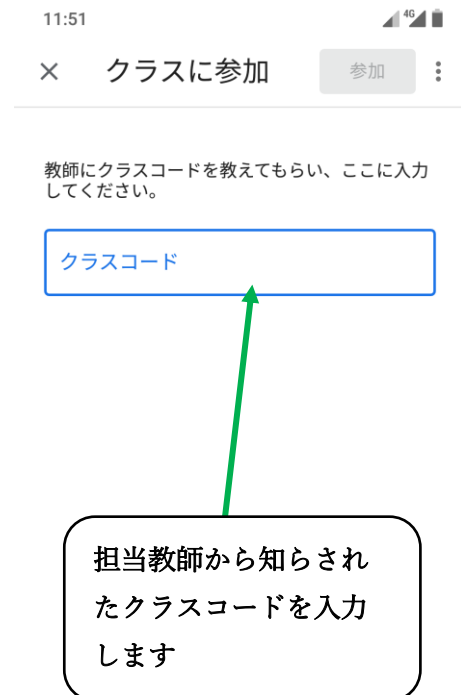 11:51
4G
クラスに参加
参加
教師にクラスコードを教えてもらい、ここに入力
してください。
クラスコード
担当教師から知らされ
たクラスコードを入力
します